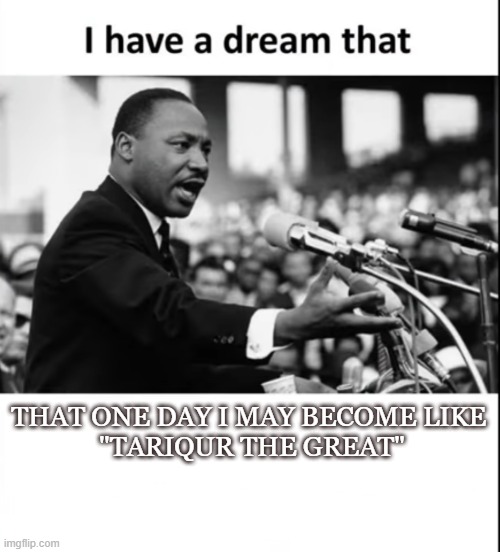 I have a dream that
THAT ONE DAY I MAY BECOME LIKE
"TARIQUR THE GREAT"
imgflip.com